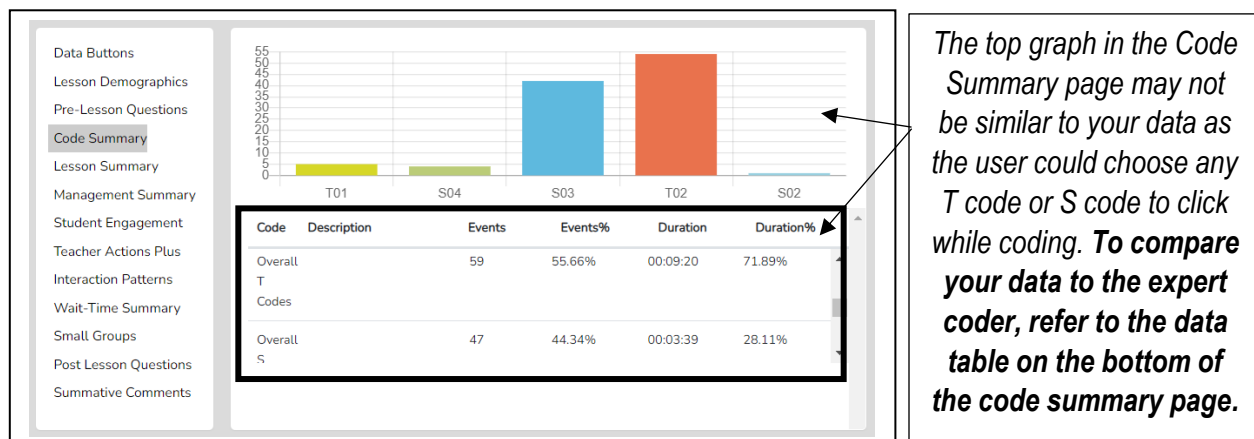 Data Buttons
Lesson Demographics
Pre-Lesson Questions
Code Summary
Lesson Summary
Management Summary
Student Engagement
Teacher Actions Plus
Interaction Patterns
Wait-Time Summary
Small Groups
Post Lesson Questions
Summative Comments
55
50
45
40
35
30
25
20
15
10
5
0
T01 S04 S03 T02 S02
Code Description Events Events% Duration Duration%
Overall 59 55.66% 00:09:20 71.89%
T
Codes
Overall 47 44.34% 00:03:39 28.11%
S
The top graph in the Code
Summary page may not
be similar to your data as
the user could choose any
T code or S code to click
while coding. To compare
your data to the expert
coder, refer to the data
table on the bottom of
the code summary page.